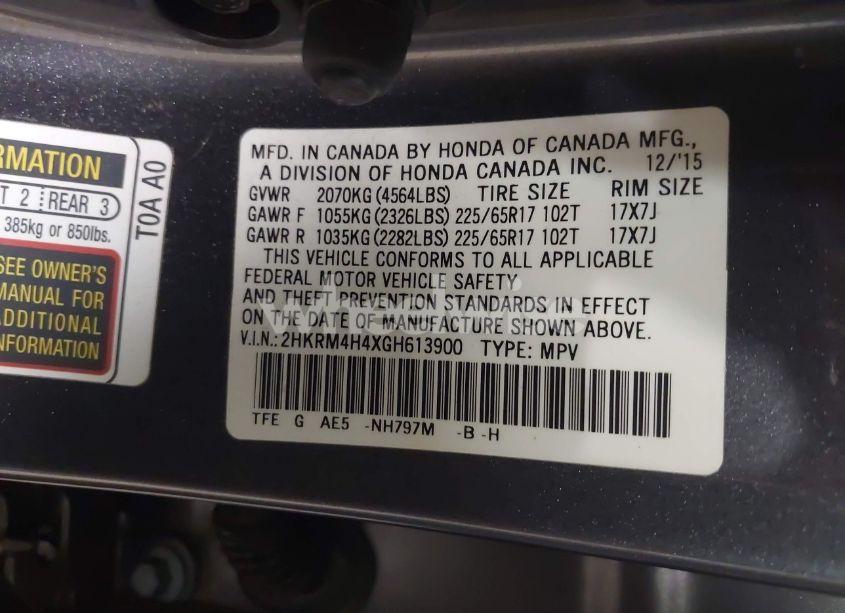 RMATION
T 2 REAR 3
385kg or 850lbs.
SEE OWNER'S
MANUAL FOR
ADDITIONAL
INFORMATION
T0A A0
MFD. IN CANADA BY HONDA OF CANADA MFG.,
A DIVISION OF HONDA CANADA INC. 12/'15
GVWR 2070KG (4564LBS) TIRE SIZE RIM SIZE
GAWR F 1055KG (2326LBS) 225/65R17 102T 17X7J
GAWR R 1035KG (2282LBS) 225/65R17 102T 17X7J
THIS VEHICLE CONFORMS TO ALL APPLICABLE
FEDERAL MOTOR VEHICLE SAFETY
AND THEFT PREVENTION STANDARDS IN EFFECT
ON THE DATE OF MANUFACTURE SHOWN ABOVE.
V.I.N.: 2HKRM4H4XGH613900 TYPE: MPV
TFE G AE5 -NH797M -B -H